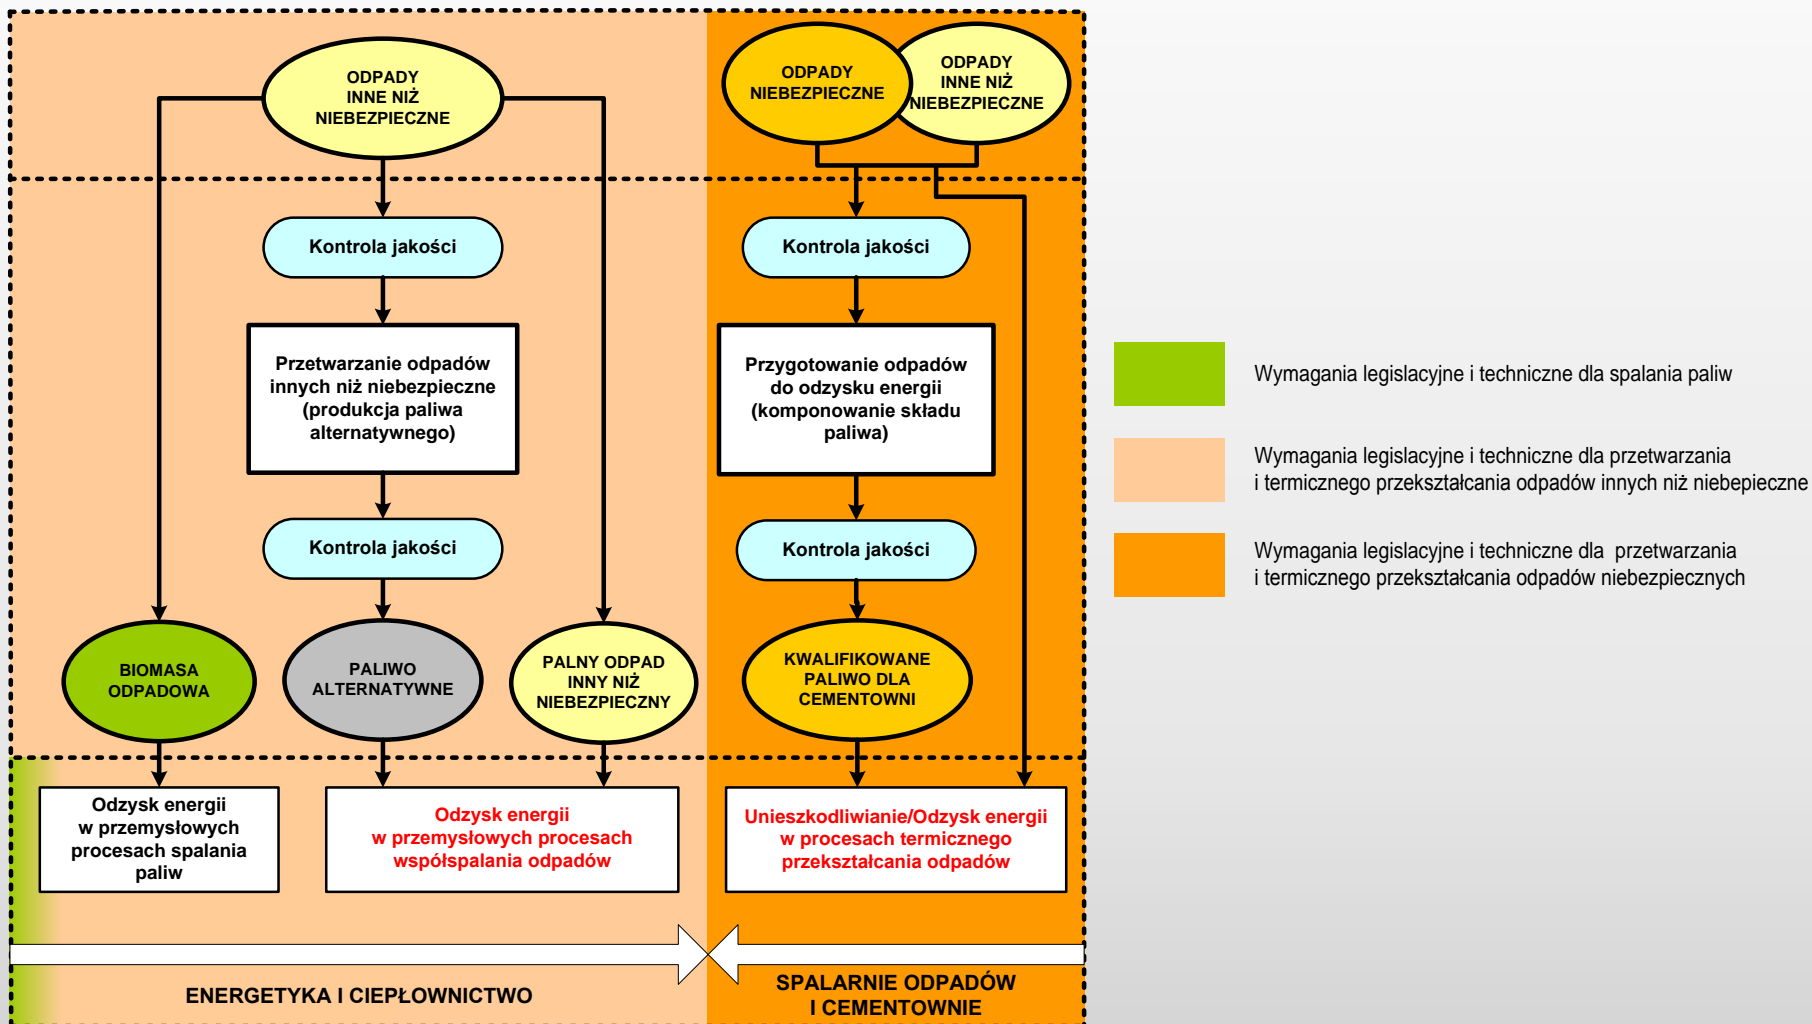 ODPADY
INNE NIŻ
NIEBEZPIECZNE
ODPADY
NIEBEZPIECZNE
ODPADY
INNE NIŻ
NIEBEZPIECZNE
Kontrola jakości
Kontrola jakości
Przetwarzanie odpadów
innych niż niebezpieczne
(produkcja paliwa
alternatywnego)
Przygotowanie odpadów
do odzysku energii
(komponowanie składu
paliwa)
Kontrola jakości
Kontrola jakości
BIOMASA
ODPADOWA
PALIWO
ALTERNATYWNE
PALNY ODPAD
INNY NIŻ
NIEBEZPIECZNY
KWALIFIKOWANE
PALIWO DLA
CEMENTOWNI
Odzysk energii
w przemysłowych
procesach spalania
paliw
Odzysk energii
w przemysłowych procesach
współspalania odpadów
Unieszkodliwianie/Odzysk energii
w procesach termicznego
przekształcania odpadów
ENERGETYKA I CIEPŁOWNICTWO
SPALARNIE ODPADÓW
I CEMENTOWNIE
Wymagania legislacyjne i techniczne dla spalania paliw
Wymagania legislacyjne i techniczne dla przetwarzania
i termicznego przekształcania odpadów innych niż niebepieczne
Wymagania legislacyjne i techniczne dla przetwarzania
i termicznego przekształcania odpadów niebezpiecznych